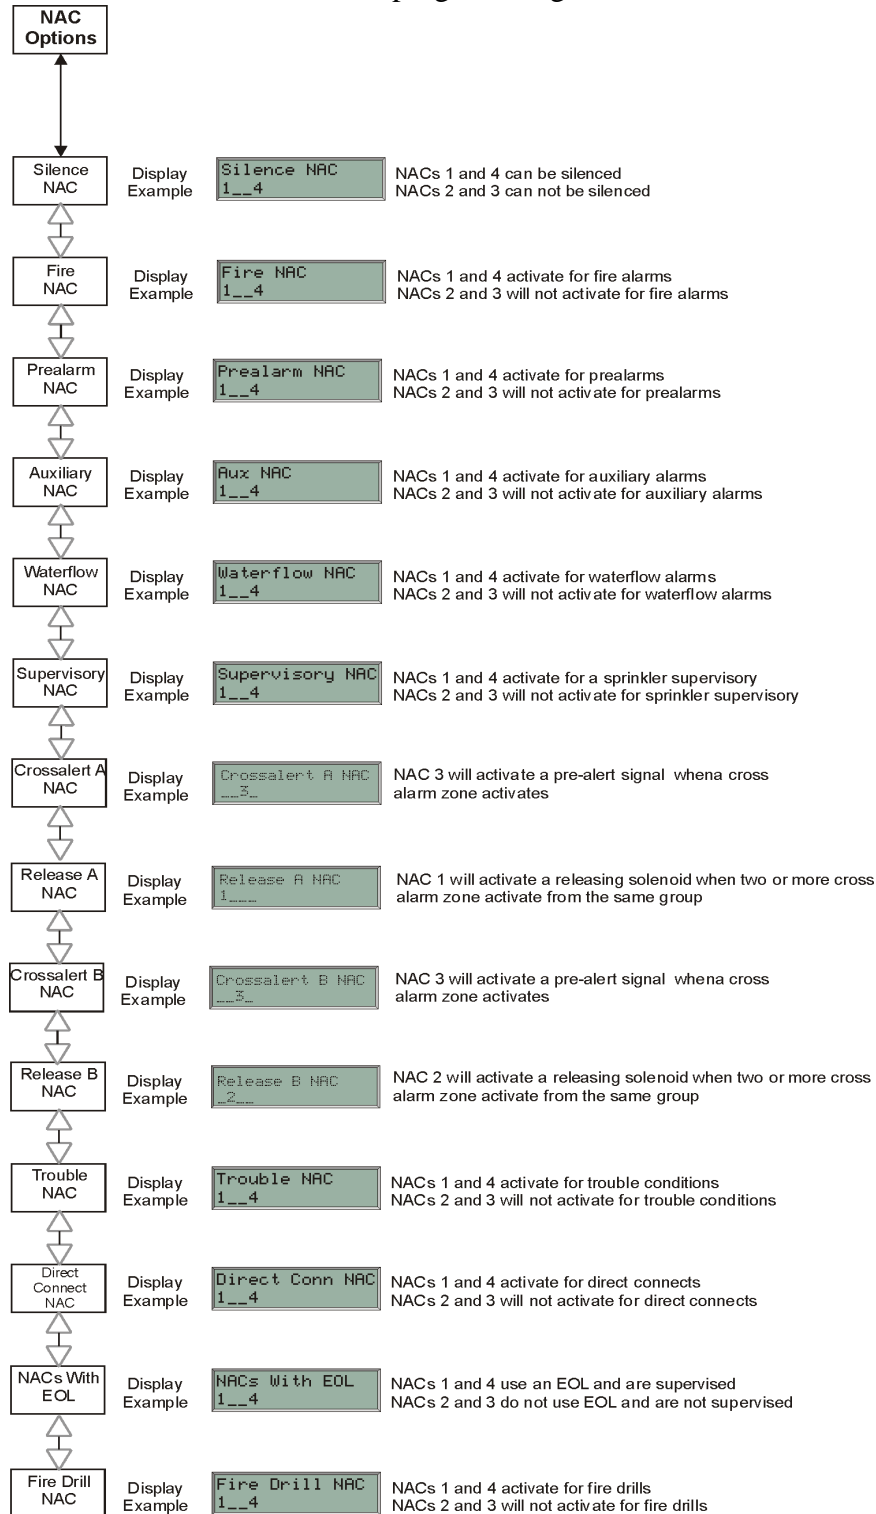 NAC
Options
Silence
NAC
Display
Example
Silence NAC
1__4
NACs 1 and 4 can be silenced
NACs 2 and 3 can not be silenced
Fire
NAC
Display
Example
Fire NAC
1__4
NACs 1 and 4 activate for fire alarms
NACs 2 and 3 will not activate for fire alarms
Prealarm
NAC
Display
Example
Prealarm NAC
1__4
NACs 1 and 4 activate for prealarms
NACs 2 and 3 will not activate for prealarms
Auxiliary
NAC
Display
Example
Aux NAC
1__4
NACs 1 and 4 activate for auxiliary alarms
NACs 2 and 3 will not activate for auxiliary alarms
Waterflow
NAC
Display
Example
Waterflow NAC
1__4
NACs 1 and 4 activate for waterflow alarms
NACs 2 and 3 will not activate for waterflow alarms
Supervisory
NAC
Display
Example
Supervisory NAC
1__4
NACs 1 and 4 activate for a sprinkler supervisory
NACs 2 and 3 will not activate for sprinkler supervisory
Crossalert A
NAC
Display
Example
Crossalert A NAC
__3_
NAC 3 will activate a pre-alert signal whena cross
alarm zone activates
Release A
NAC
Display
Example
Release A NAC
1___
NAC 1 will activate a releasing solenoid when two or more cross
alarm zone activate from the same group
Crossalert B
NAC
Display
Example
Crossalert B NAC
__3_
NAC 3 will activate a pre-alert signal whena cross
alarm zone activates
Release B
NAC
Display
Example
Release B NAC
_2__
NAC 2 will activate a releasing solenoid when two or more cross
alarm zone activate from the same group
Trouble
NAC
Display
Example
Trouble NAC
1__4
NACs 1 and 4 activate for trouble conditions
NACs 2 and 3 will not activate for trouble conditions
Direct
Connect
NAC
Display
Example
Direct Conn NAC
1__4
NACs 1 and 4 activate for direct connects
NACs 2 and 3 will not activate for direct connects
NACs With
EOL
Display
Example
NACs With EOL
1__4
NACs 1 and 4 use an EOL and are supervised
NACs 2 and 3 do not use EOL and are not supervised
Fire Drill
NAC
Display
Example
Fire Drill NAC
1__4
NACs 1 and 4 activate for fire drills
NACs 2 and 3 will not activate for fire drills